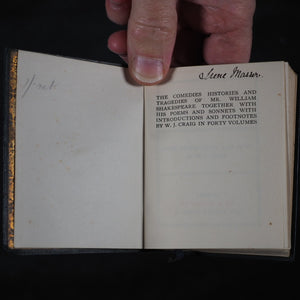 Irene Masser.
THE COMEDIES HISTORIES AND
TRAGEDIES OF MR. WILLIAM
SHAKESPEARE TOGETHER WITH
HIS POEMS AND SONNETS WITH
INTRODUCTIONS AND FOOTNOTES
BY W. J. CRAIG IN FORTY VOLUMES